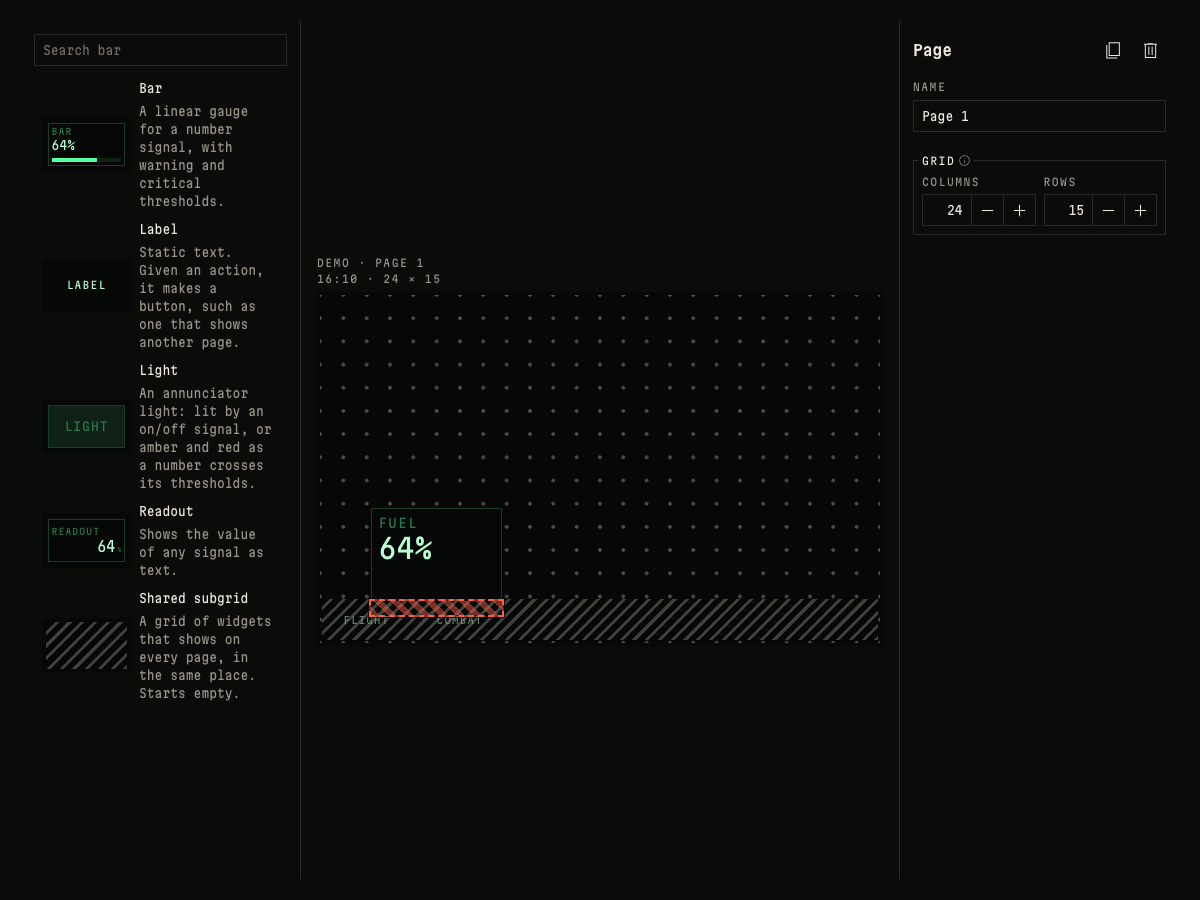 Search bar
BAR
64%
Bar
A linear gauge
for a number
signal, with
warning and
critical
thresholds.
LABEL
Label
Static text.
Given an action,
it makes a
button, such as
one that shows
another page.
LIGHT
Light
An annunciator
light: lit by an
on/off signal, or
amber and red as
a number crosses
its thresholds.
READOUT
64%
Readout
Shows the value
of any signal as
text.
Shared subgrid
A grid of widgets
that shows on
every page, in
the same place.
Starts empty.
DEMO · PAGE 1
16:10 · 24 × 15
FUEL
64%
FLIGHT
COMBAT
Page
NAME
Page 1
GRID
COLUMNS
ROWS
24
15